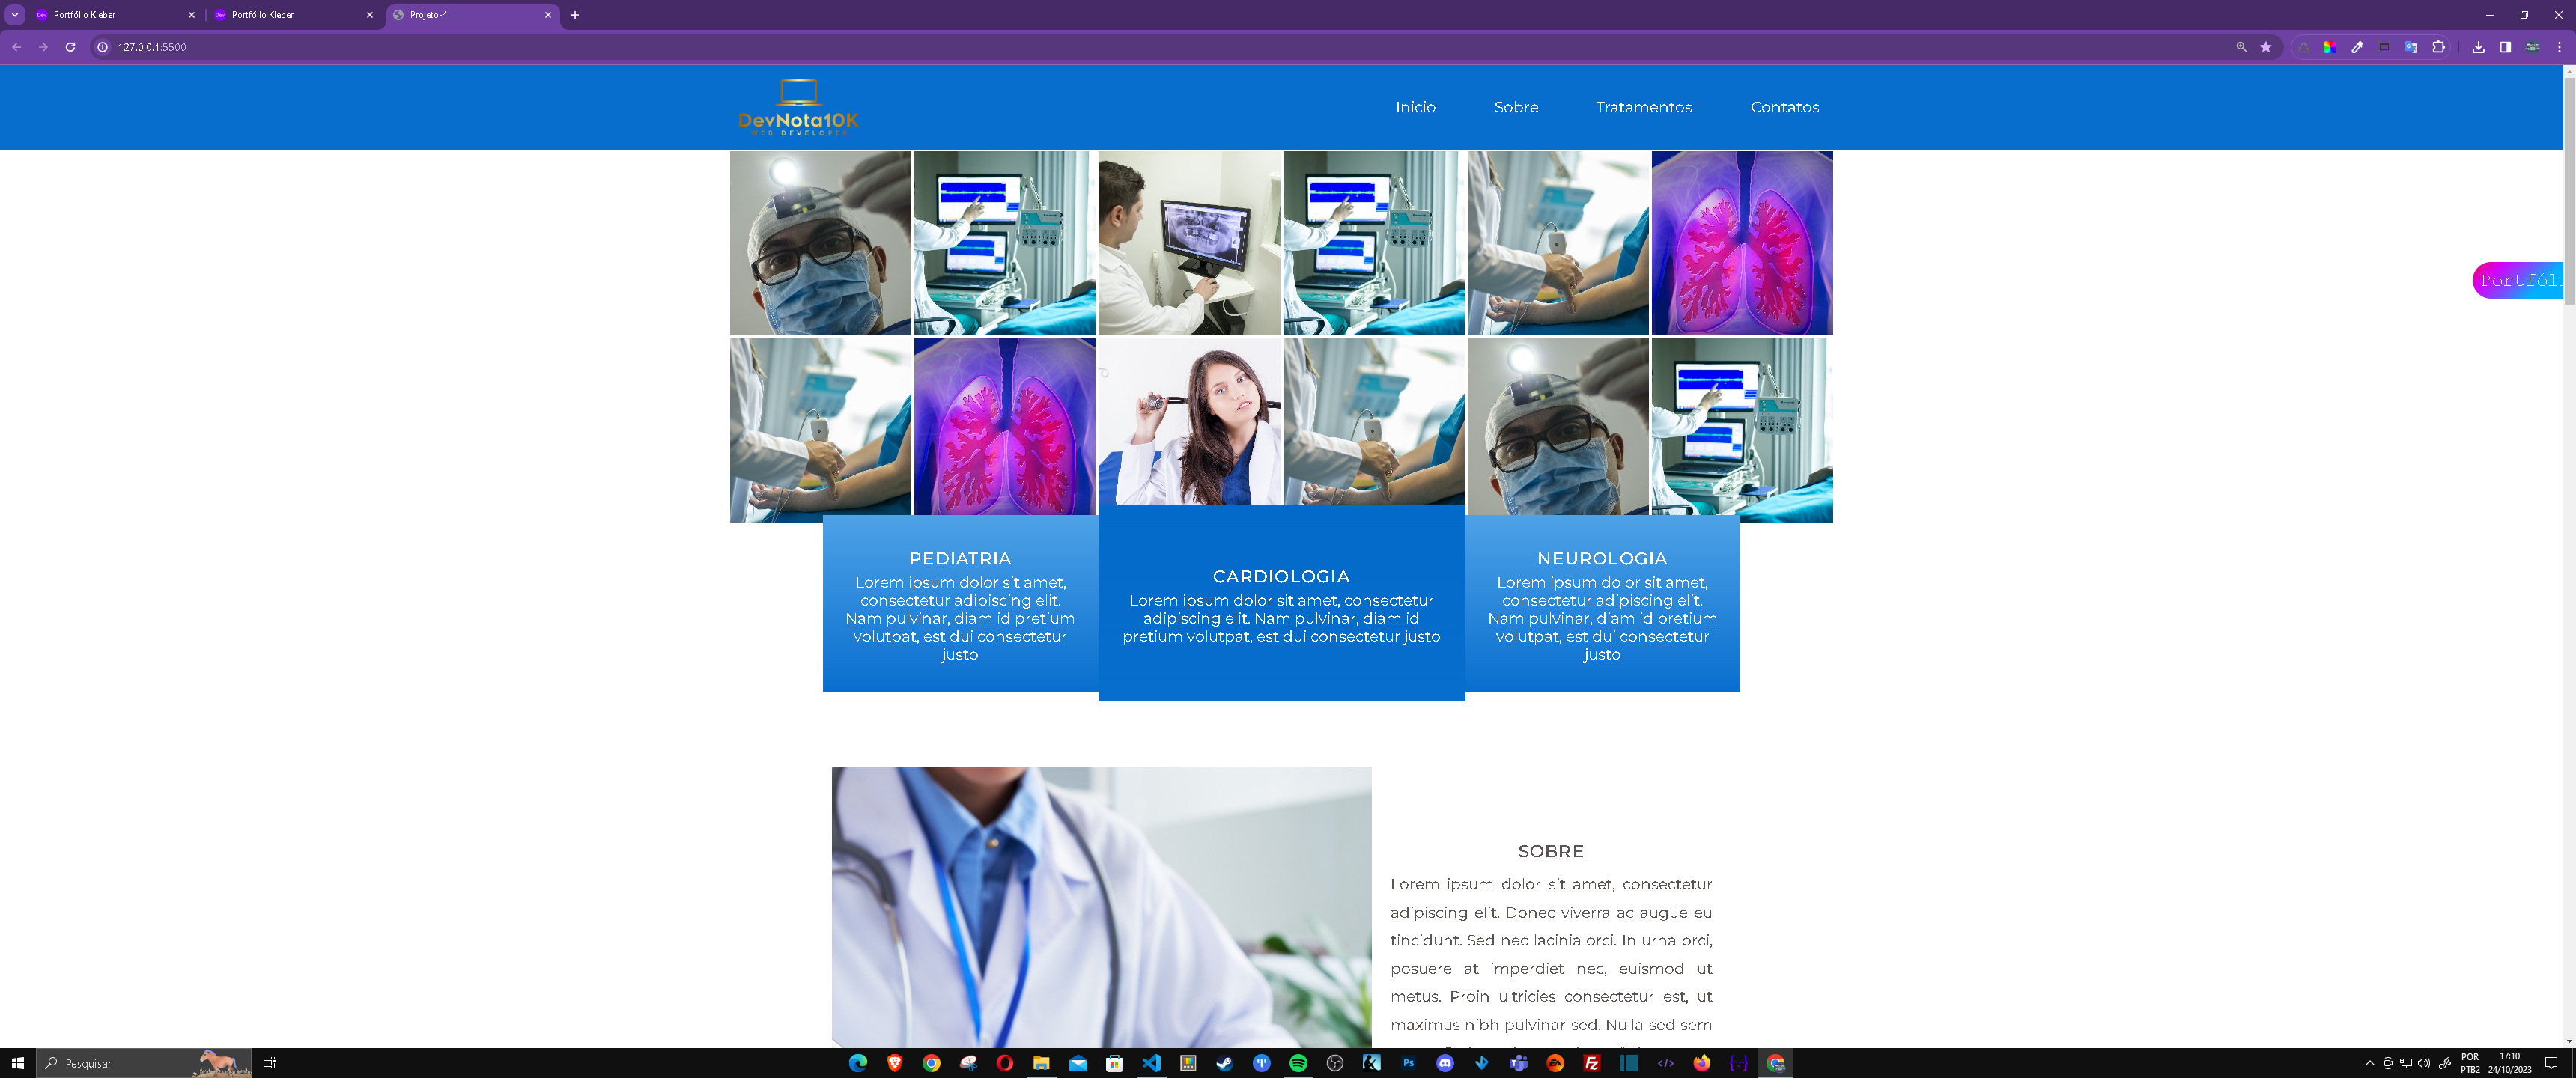 Portfólio Kleber
Portfólio Kleber
Projeto-4
127.0.0.1:5500
DevNota10K
WEB DEVELOPER
Inicio
Sobre
Tratamentos
Contatos
Portfóli
PEDIATRIA
Lorem ipsum dolor sit amet,
consectetur adipiscing elit.
Nam pulvinar, diam id pretium
volutpat, est dui consectetur
justo
CARDIOLOGIA
Lorem ipsum dolor sit amet, consectetur
adipiscing elit. Nam pulvinar, diam id
pretium volutpat, est dui consectetur justo
NEUROLOGIA
Lorem ipsum dolor sit amet,
consectetur adipiscing elit.
Nam pulvinar, diam id pretium
volutpat, est dui consectetur
justo
SOBRE
Lorem ipsum dolor sit amet, consectetur
adipiscing elit. Donec viverra ac augue eu
tincidunt. Sed nec lacinia orci. In urna orci,
posuere at imperdiet nec, euismod ut
metus. Proin ultricies consectetur est, ut
maximus nibh pulvinar sed. Nulla sed sem
Pesquisar
POR
PTB2
17:10
24/10/2023